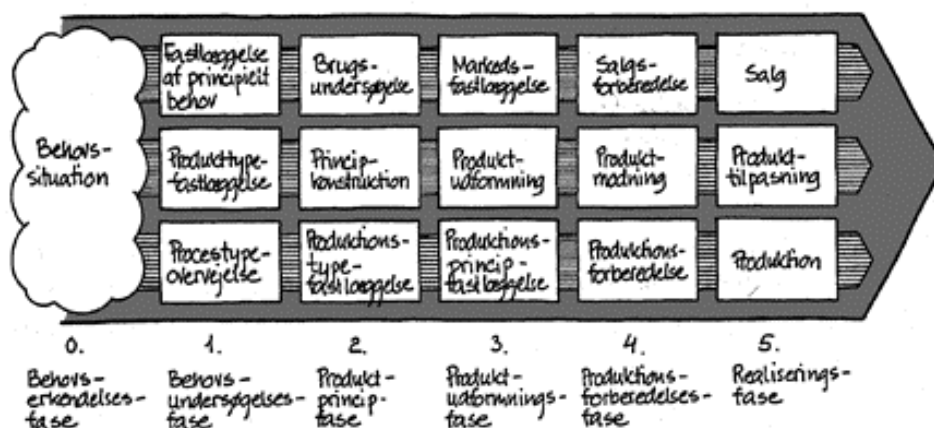 Behovs-
situation
Fastlæggelse
af principielt
behov
Brugs-
undersøgelse
Markeds-
fastlæggelse
Salgs-
forberedelse
Salg
Produkttype-
fastlæggelse
Princip-
konstruktion
Produkt-
udformning
Produkt-
modning
Produkt-
tilpasning
Procestype-
overvejelse
Produktions-
type-
fastlæggelse
Produktions-
princip-
fastlæggelse
Produktions-
forberedelse
Produktion
0.
Behovs-
erkendelses-
fase
1.
Behovs-
undersøgelses-
fase
2.
Produkt-
princip-
fase
3.
Produkt-
udformnings-
fase
4.
Produktions-
forberedelses-
fase
5.
Realiserings-
fase